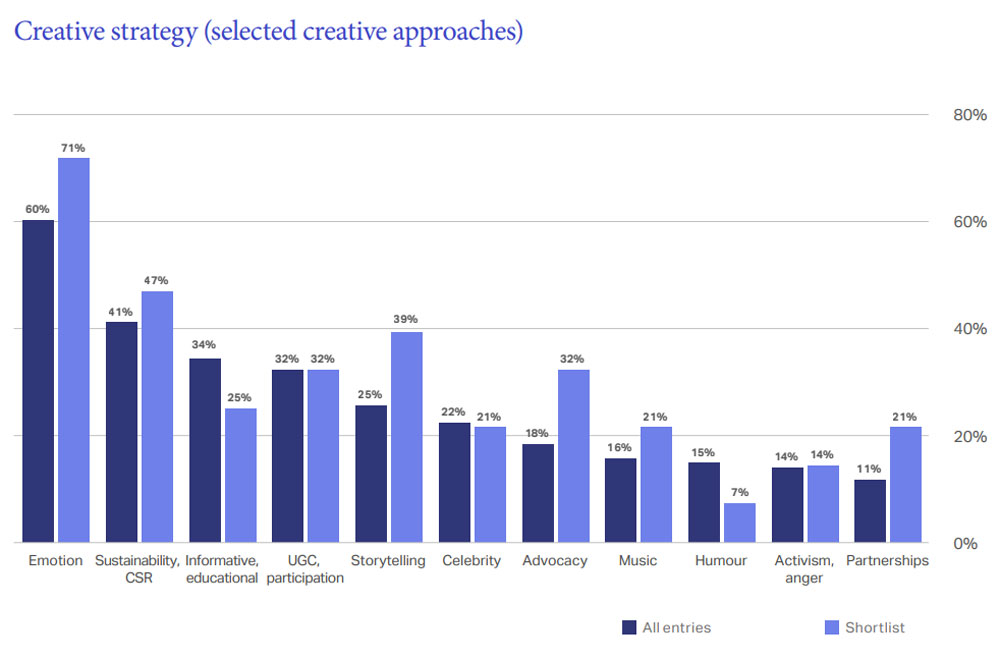 Creative strategy (selected creative approaches)
80%
71%
60%
60%
47%
41%
39%
40%
34%
32% 32%
32%
25%
25%
22% 21%
21%
21%
18%
20%
16%
15%
14% 14%
11%
7%
0%
Emotion
Sustainability,
CSR
Informative,
educational
UGC,
participation
Storytelling
Celebrity
Advocacy
Music
Humour
Activism,
anger
Partnerships
All entries
Shortlist